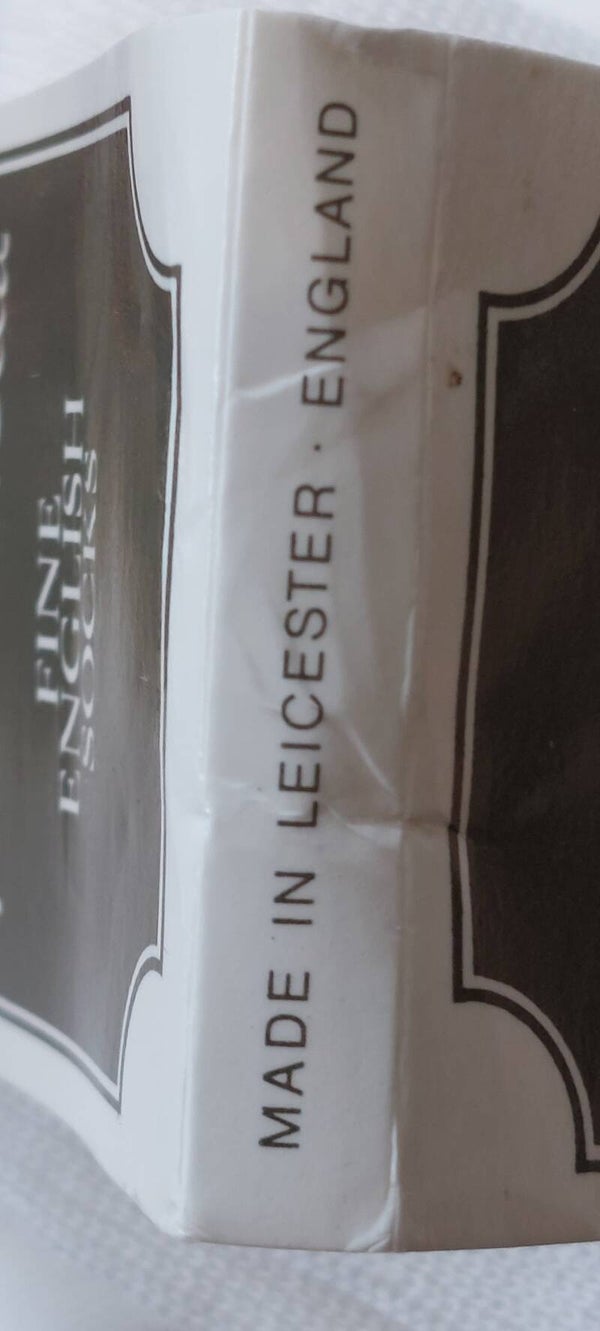 FINE
ENGLISH
SOCKS
MADE IN LEICESTER · ENGLAND